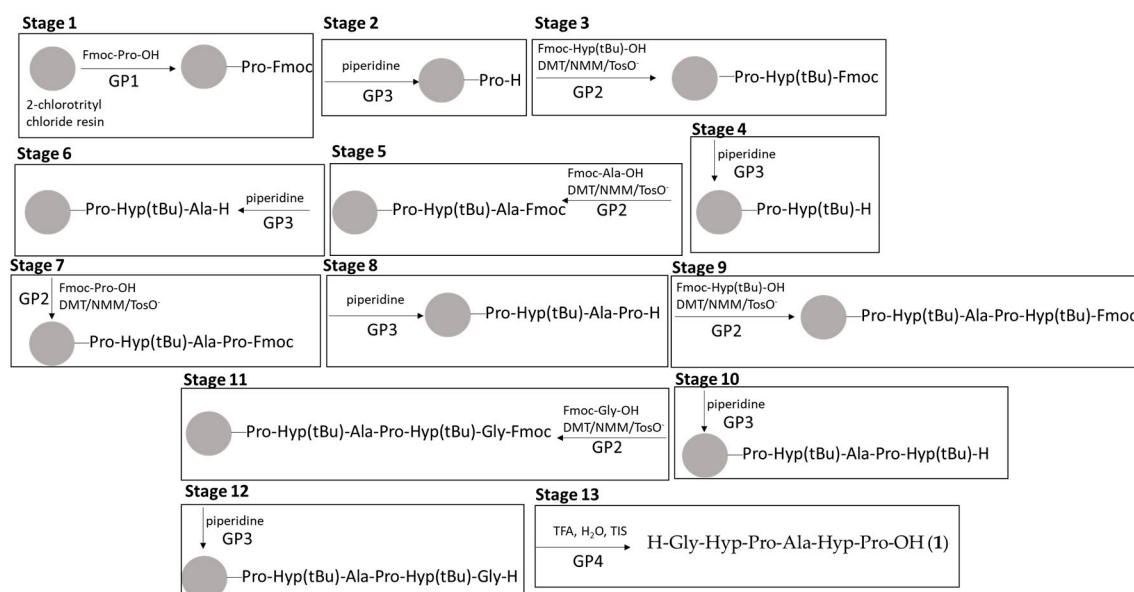 Stage 1
Fmoc-Pro-OH
GP1
Pro-Fmoc
2-chlorotrityl
chloride resin
Stage 2
piperidine
GP3
Pro-H
Stage 3
Fmoc-Hyp(tBu)-OH
DMT/NMM/TosO⁻
GP2
Pro-Hyp(tBu)-Fmoc
Stage 4
piperidine
GP3
Pro-Hyp(tBu)-H
Stage 5
Fmoc-Ala-OH
DMT/NMM/TosO⁻
GP2
Pro-Hyp(tBu)-Ala-Fmoc
Stage 6
piperidine
GP3
Pro-Hyp(tBu)-Ala-H
Stage 7
GP2
Fmoc-Pro-OH
DMT/NMM/TosO⁻
Pro-Hyp(tBu)-Ala-Pro-Fmoc
Stage 8
piperidine
GP3
Pro-Hyp(tBu)-Ala-Pro-H
Stage 9
Fmoc-Hyp(tBu)-OH
DMT/NMM/TosO⁻
GP2
Pro-Hyp(tBu)-Ala-Pro-Hyp(tBu)-Fmoc
Stage 10
piperidine
GP3
Pro-Hyp(tBu)-Ala-Pro-Hyp(tBu)-H
Stage 11
Fmoc-Gly-OH
DMT/NMM/TosO⁻
GP2
Pro-Hyp(tBu)-Ala-Pro-Hyp(tBu)-Gly-Fmoc
Stage 12
piperidine
GP3
Pro-Hyp(tBu)-Ala-Pro-Hyp(tBu)-Gly-H
Stage 13
TFA, H₂O, TIS
GP4
H-Gly-Hyp-Pro-Ala-Hyp-Pro-OH (1)